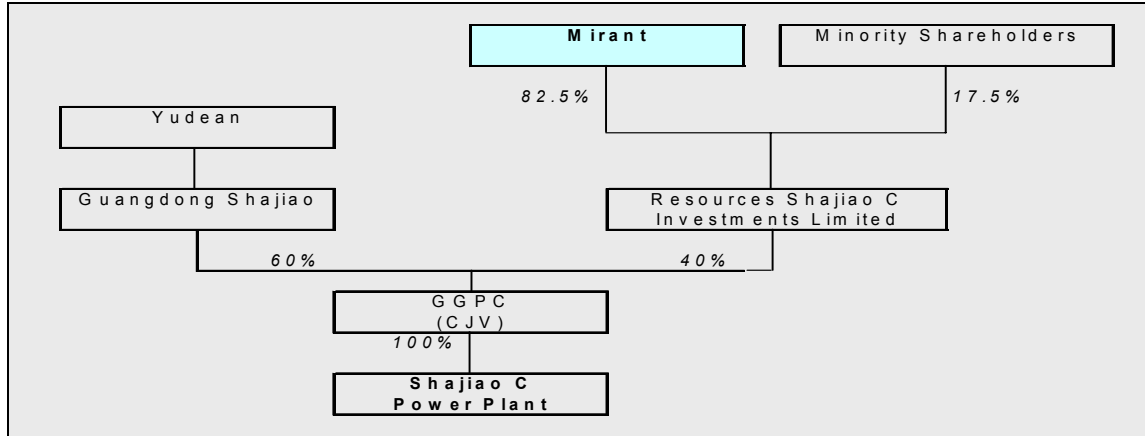 Mirant
Minority Shareholders
82.5%
17.5%
Yudean
Guangdong Shajiao
Resources Shajiao C
Investments Limited
60%
40%
GGPC
(CJV)
100%
Shajiao C
Power Plant